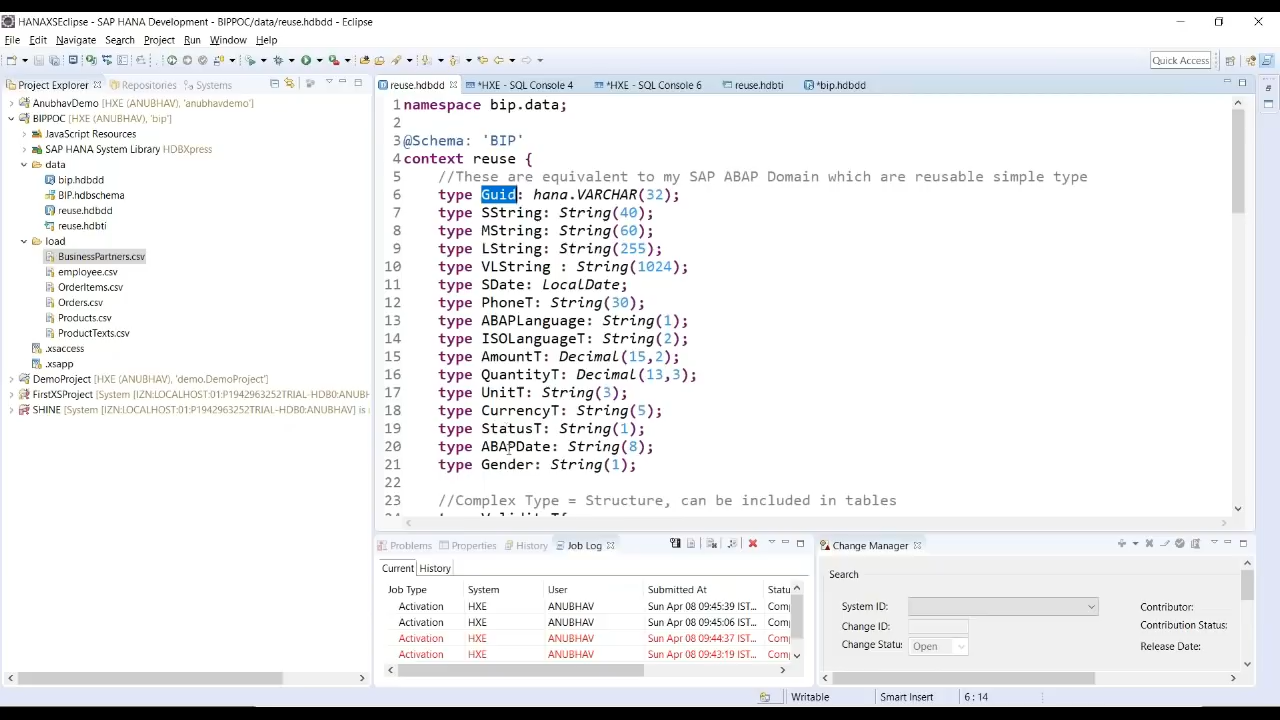 HANAXSEclipse - SAP HANA Development - BIPPOC/data/reuse.hdbdd - Eclipse
File Edit Navigate Search Project Run Window Help
Quick Access
Project Explorer Repositories Systems
AnubhavDemo [HXE (ANUBHAV), 'anubhavdemo']
BIPPOC [HXE (ANUBHAV), 'bip']
JavaScript Resources
SAP HANA System Library HDBXpress
data
bip.hdbdd
BIP.hdbschema
reuse.hdbdd
reuse.hdbti
load
BusinessPartners.csv
employee.csv
OrderItems.csv
Orders.csv
Products.csv
ProductTexts.csv
.xsaccess
.xsapp
DemoProject [HXE (ANUBHAV), 'demo.DemoProject']
FirstXSProject [System [IZN:LOCALHOST:01:P1942963252TRIAL-HDB0:ANUBH
SHINE [System [IZN:LOCALHOST:01:P1942963252TRIAL-HDB0:ANUBHAV] is
reuse.hdbdd *HXE - SQL Console 4 *HXE - SQL Console 6 reuse.hdbti *bip.hdbdd
1 namespace bip.data;
2
3 @Schema: 'BIP'
4 context reuse {
5 //These are equivalent to my SAP ABAP Domain which are reusable simple type
6 type Guid: hana.VARCHAR(32);
7 type SString: String(40);
8 type MString: String(60);
9 type LString: String(255);
10 type VLString : String(1024);
11 type SDate: LocalDate;
12 type PhoneT: String(30);
13 type ABAPLanguage: String(1);
14 type ISOLanguageT: String(2);
15 type AmountT: Decimal(15,2);
16 type QuantityT: Decimal(13,3);
17 type UnitT: String(3);
18 type CurrencyT: String(5);
19 type StatusT: String(1);
20 type ABAPDate: String(8);
21 type Gender: String(1);
22
23 //Complex Type = Structure, can be included in tables
Problems Properties History Job Log
Current History
Job Type System User Submitted At Statu
Activation HXE ANUBHAV Sun Apr 08 09:45:39 IST... Comp
Activation HXE ANUBHAV Sun Apr 08 09:45:06 IST... Comp
Activation HXE ANUBHAV Sun Apr 08 09:44:37 IST... Comp
Activation HXE ANUBHAV Sun Apr 08 09:43:19 IST... Comp
Change Manager
Search
System ID: Contributor:
Change ID: Contribution Status:
Change Statu: Open Release Date:
Writable Smart Insert 6 : 14